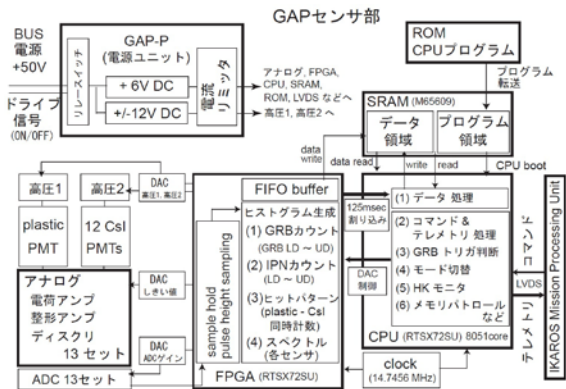 GAPセンサ部
BUS
電源
+50V
ドライブ
信号
(ON/OFF)
リレースイッチ
GAP-P
(電源ユニット)
+ 6V DC
+/-12V DC
電流
リミッタ
アナログ, FPGA,
CPU, SRAM,
ROM, LVDS などへ
高圧1, 高圧2 へ
ROM
CPUプログラム
プログラム
転送
SRAM (M65609)
データ
領域
プログラム
領域
data
write
data read
write
read
CPU boot
高圧1
高圧2
DAC
高圧1, 高圧2
plastic
PMT
12 CsI
PMTs
アナログ
電荷アンプ
整形アンプ
ディスクリ
13 セット
ADC 13セット
DAC
しきい値
DAC
ADCゲイン
sample hold
pulse height sampling
FIFO buffer
ヒストグラム生成
(1) GRBカウント
(GRB LD ~ UD)
(2) IPNカウント
(LD ~ UD)
(3)ヒットパターン
(plastic - CsI
同時計数)
(4) スペクトル
(各センサ)
FPGA (RTSX72SU)
125msec
割り込み
DAC
制御
(1) データ 処理
(2) コマンド &
テレメトリ 処理
(3) GRB トリガ判断
(4) モード切替
(5) HK モニタ
(6) メモリパトロール
など
CPU (RTSX72SU) 8051core
clock
(14.7456 MHz)
コマンド
LVDS
テレメトリ
IKAROS Mission Processing Unit